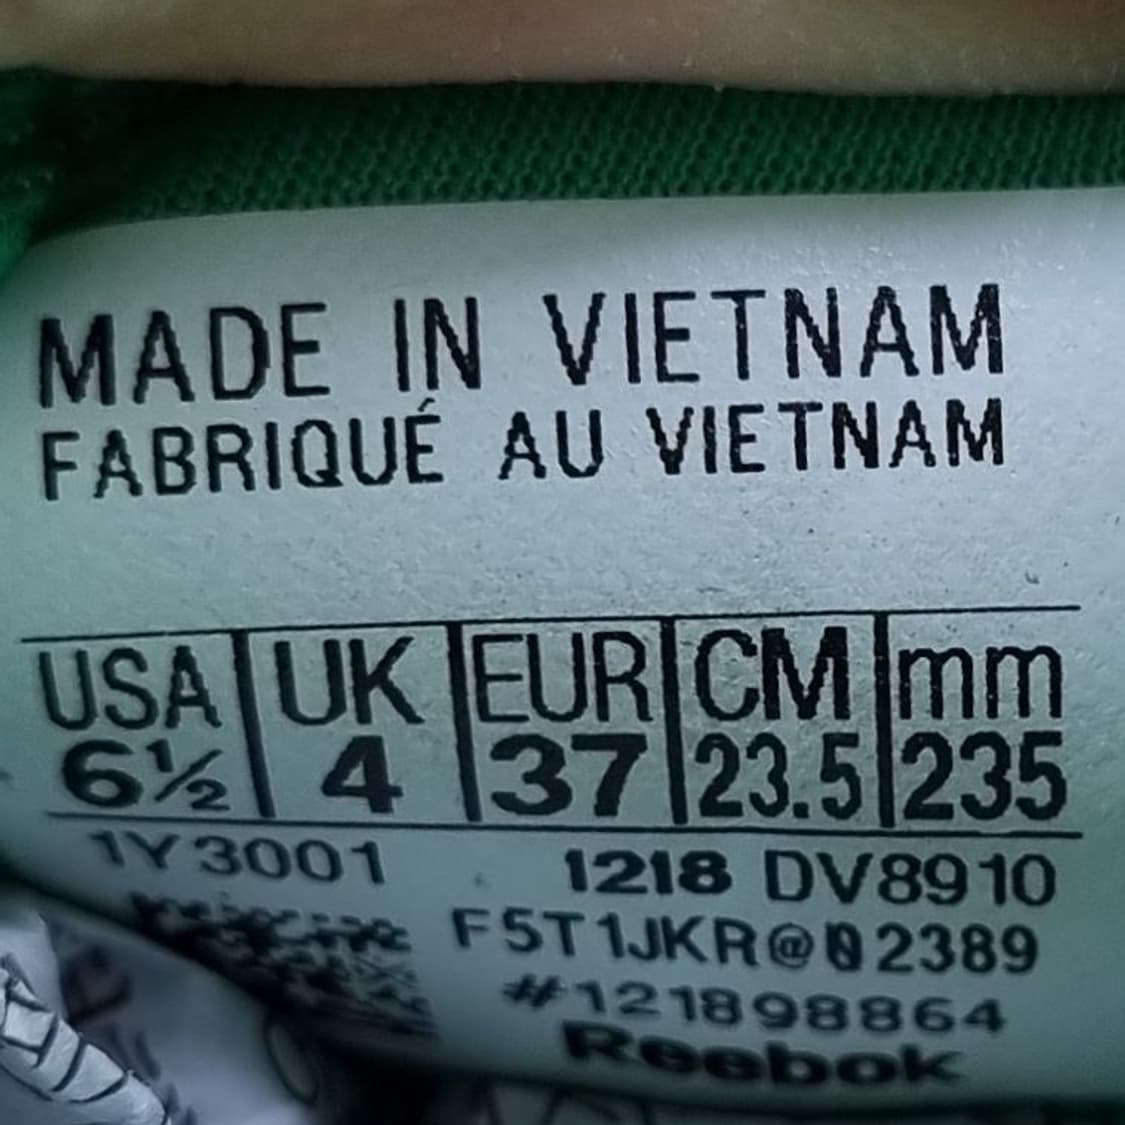 MADE IN VIETNAM
FABRIQUÉ AU VIETNAM
USA UK EUR CM mm
6½ 4 37 23.5 235
1Y3001 1218 DV8910
F5T1JKR@02389
#121898864
Reebok